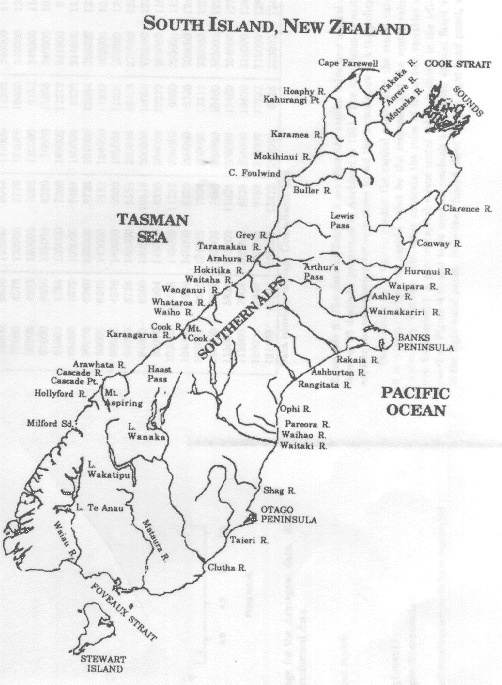 SOUTH ISLAND, NEW ZEALAND
Cape Farewell
COOK STRAIT
Takaka R.
Aorere R.
Motueka R.
SOUNDS
Hoaphy R.
Kahurangi Pt
Karamea R.
Mokihinui R.
C. Foulwind
Buller R.
Clarence R.
TASMAN
SEA
Lewis
Pass
Grey R.
Taramakau R.
Conway R.
Arahura R.
Hokitika R.
Waitaha R.
Wanganui R.
Arthur's
Pass
Hurunui R.
Waipara R.
Ashley R.
Waimakariri R.
Whataroa R.
Waiho R.
SOUTHERN ALPS
Cook R.
Karangarua R.
Mt.
Cook
BANKS
PENINSULA
Rakaia R.
Ashburton R.
Rangitata R.
Arawhata R.
Cascade R.
Cascade Pt.
Hollyford R.
Haast
Pass
Mt.
Aspiring
PACIFIC
OCEAN
Milford Sd.
L.
Wanaka
Ophi R.
Pareora R.
Waihao R.
Waitaki R.
L.
Wakatipu
L. Te Anau
Shag R.
OTAGO
PENINSULA
Waiau R.
Mataura R.
Taieri R.
Clutha R.
FOVEAUX STRAIT
STEWART
ISLAND